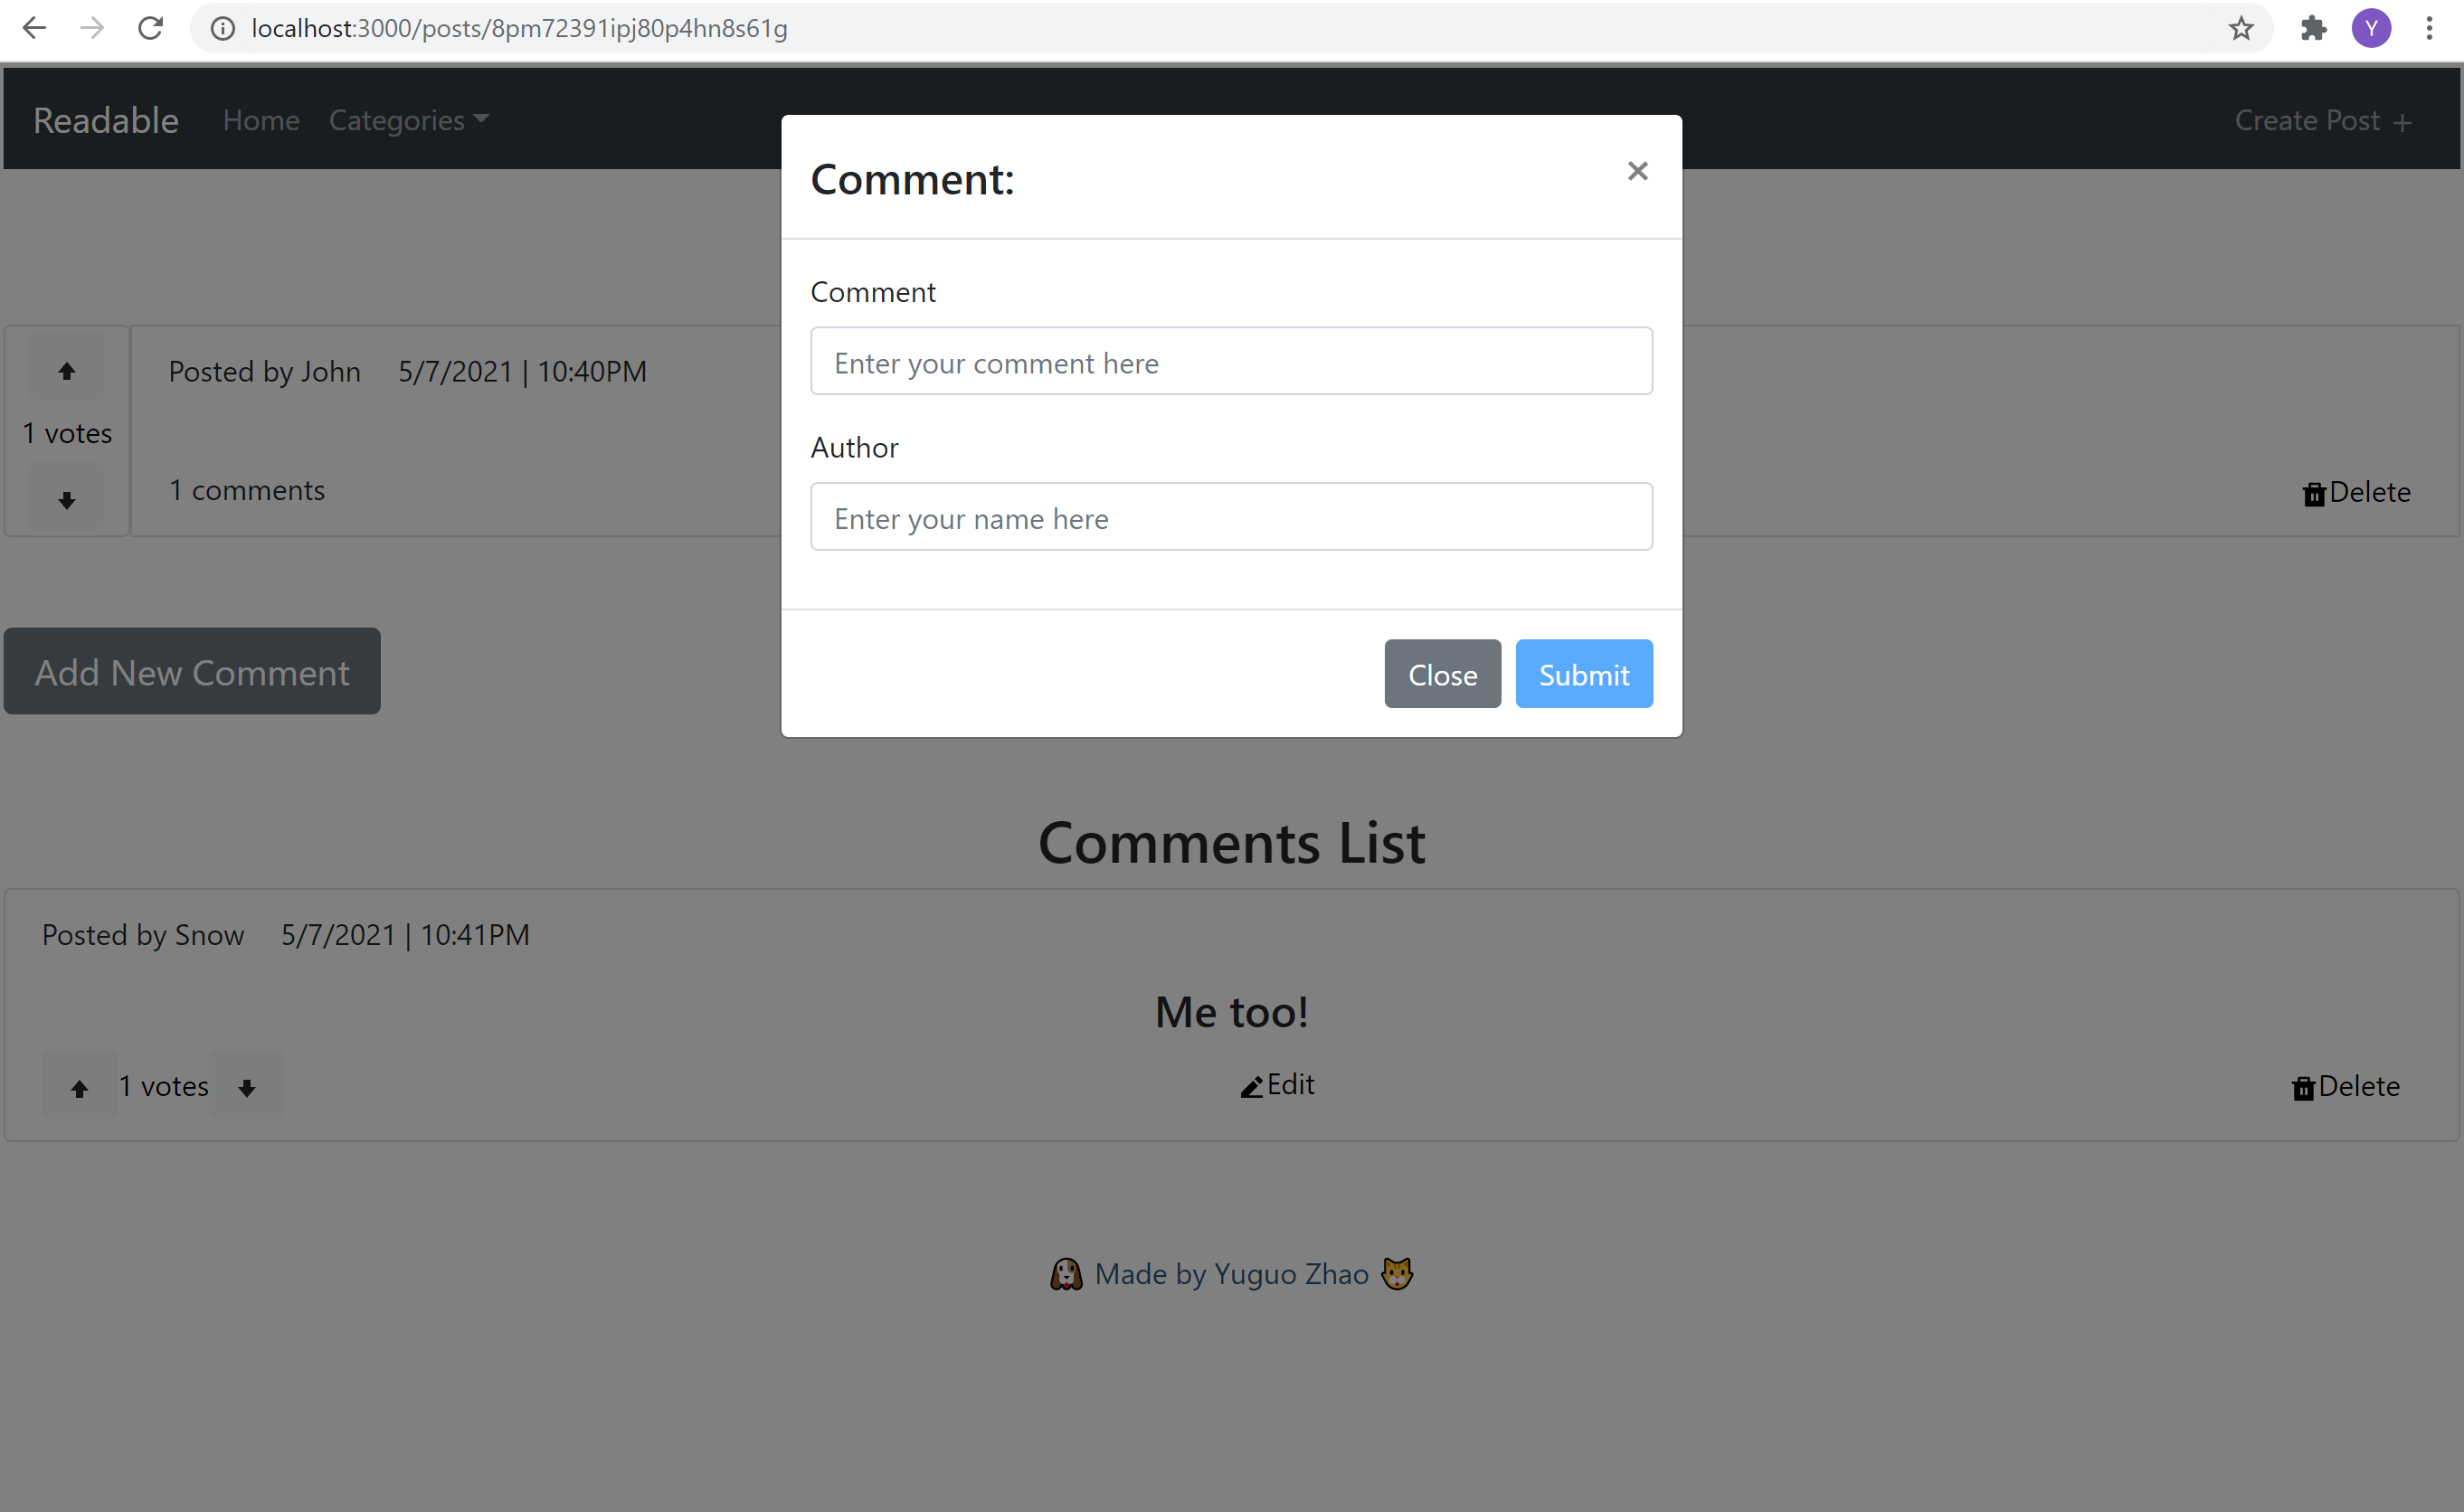 localhost:3000/posts/8pm72391ipj80p4hn8s61g
Y
Readable Home Categories Create Post +
Comment: ×
Comment
Enter your comment here
Author
Enter your name here
Close Submit
Posted by John 5/7/2021 | 10:40PM
1 votes
1 comments Delete
Add New Comment
Comments List
Posted by Snow 5/7/2021 | 10:41PM
Me too!
1 votes Edit Delete
Made by Yuguo Zhao